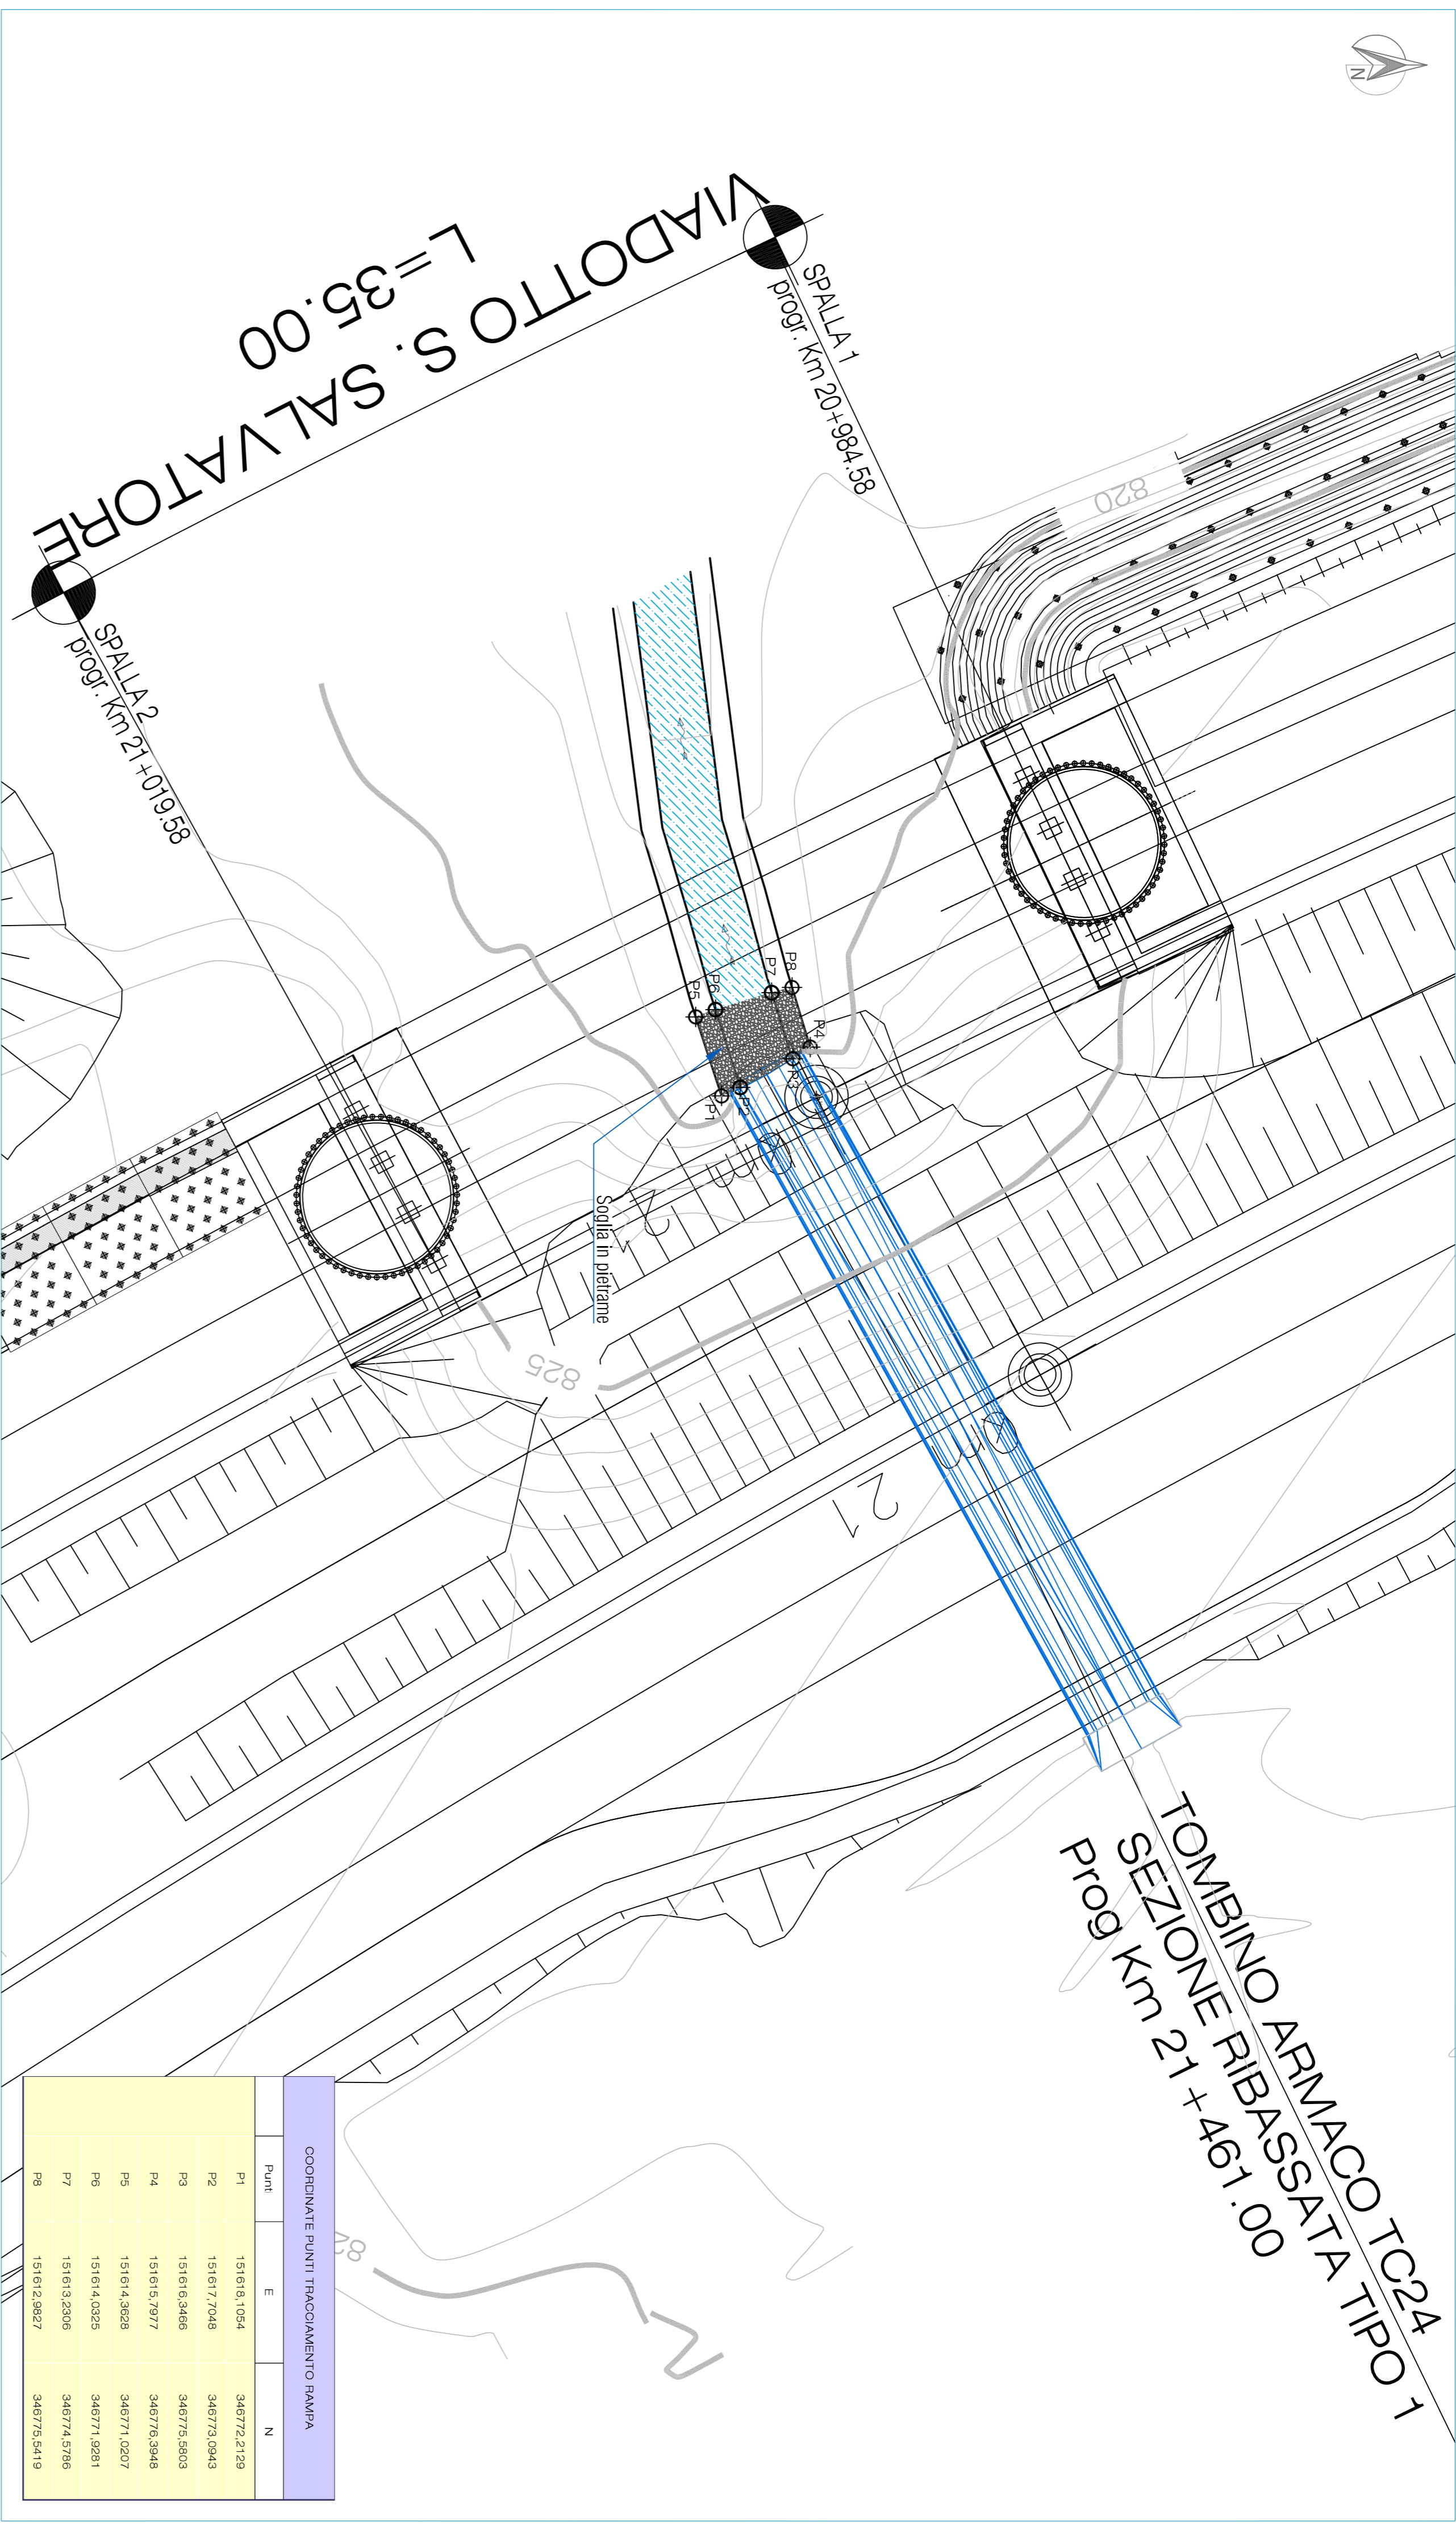 N
VIADOTTO S. SALVATORE
L=35.00
SPALLA 1
progr. Km 20+984.58
SPALLA 2
progr. Km 21+019.58
820
825
P8
P7
P6
P5
P4
P3
P2
P1
Soglia in pietrame
21
TOMBINO ARMACO TC24
SEZIONE RIBASSATA TIPO 1
Prog Km 21+461.00
COORDINATE PUNTI TRACCIAMENTO RAMPA
Punti E N
P1 151618,1054 346772,2129
P2 151617,7048 346773,0943
P3 151616,3466 346775,5803
P4 151615,7977 346776,3948
P5 151614,3628 346771,0207
P6 151614,0325 346771,9281
P7 151613,2306 346774,5786
P8 151612,9827 346775,5419